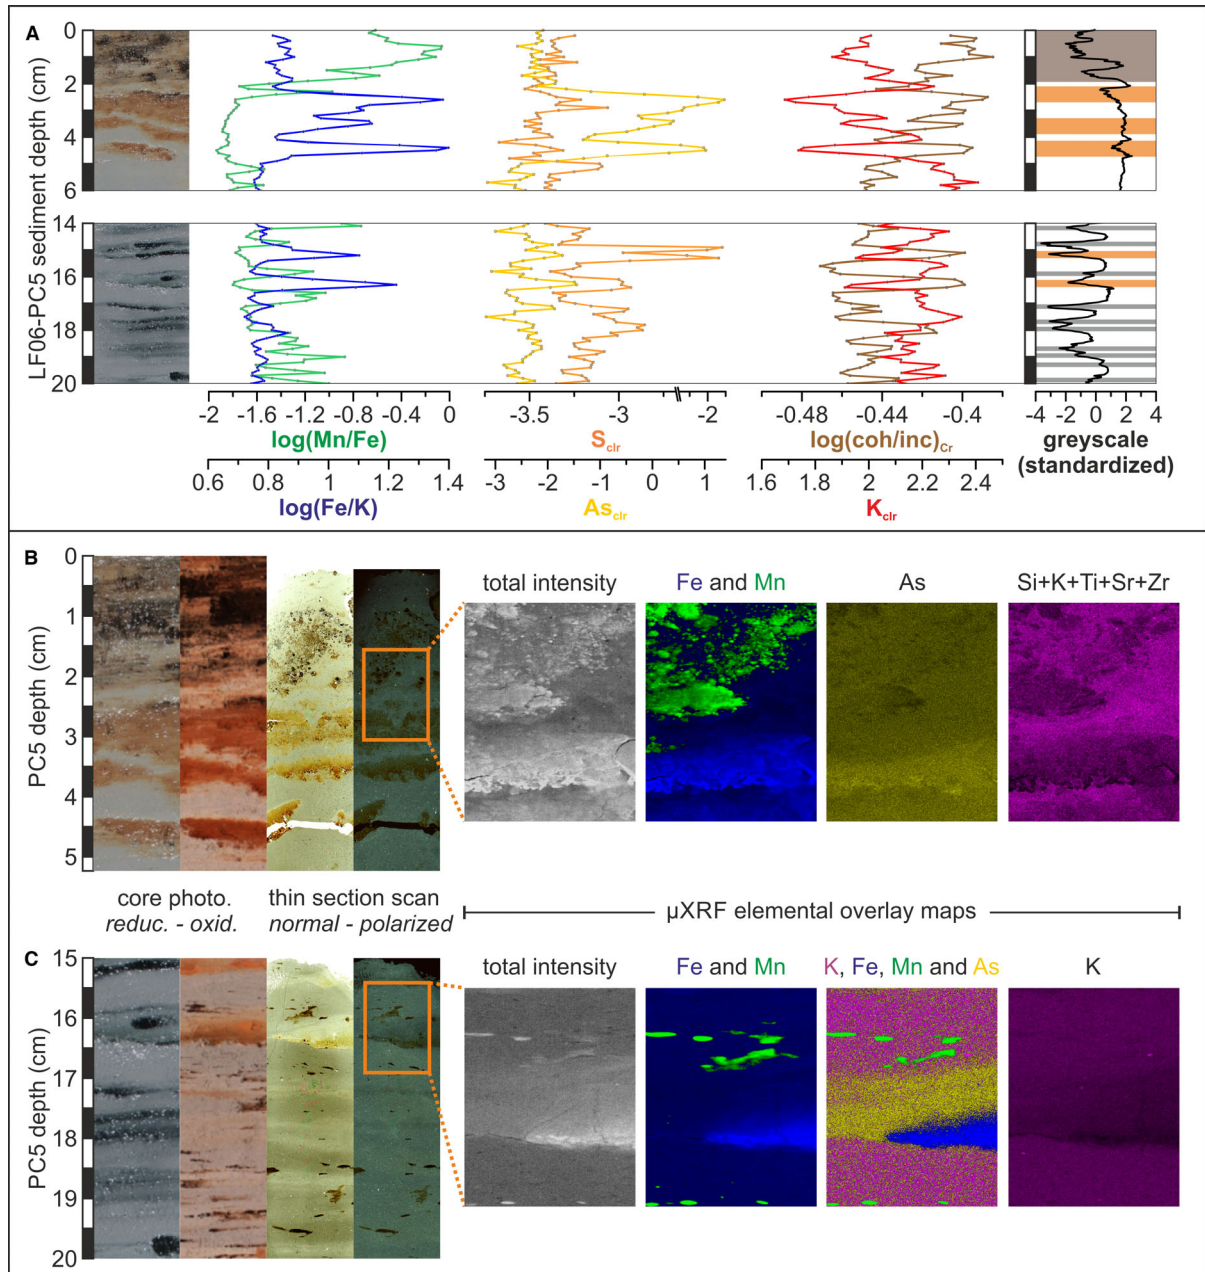 A
LF06-PC5 sediment depth (cm)
0
2
4
6
14
16
18
20
-2 -1.6 -1.2 -0.8 -0.4 0
log(Mn/Fe)
0.6 0.8 1 1.2 1.4
log(Fe/K)
-3.5 -3 -2
S clr
-3 -2 -1 0 1
As clr
-0.48 -0.44 -0.4
log(coh/inc)Cr
1.6 1.8 2 2.2 2.4
K clr
-4 -2 0 2 4
greyscale
(standardized)
B
PC5 depth (cm)
0
1
2
3
4
5
total intensity
Fe and Mn
As
Si+K+Ti+Sr+Zr
core photo.
reduc. - oxid.
thin section scan
normal - polarized
µXRF elemental overlay maps
C
PC5 depth (cm)
15
16
17
18
19
20
total intensity
Fe and Mn
K, Fe, Mn and As
K